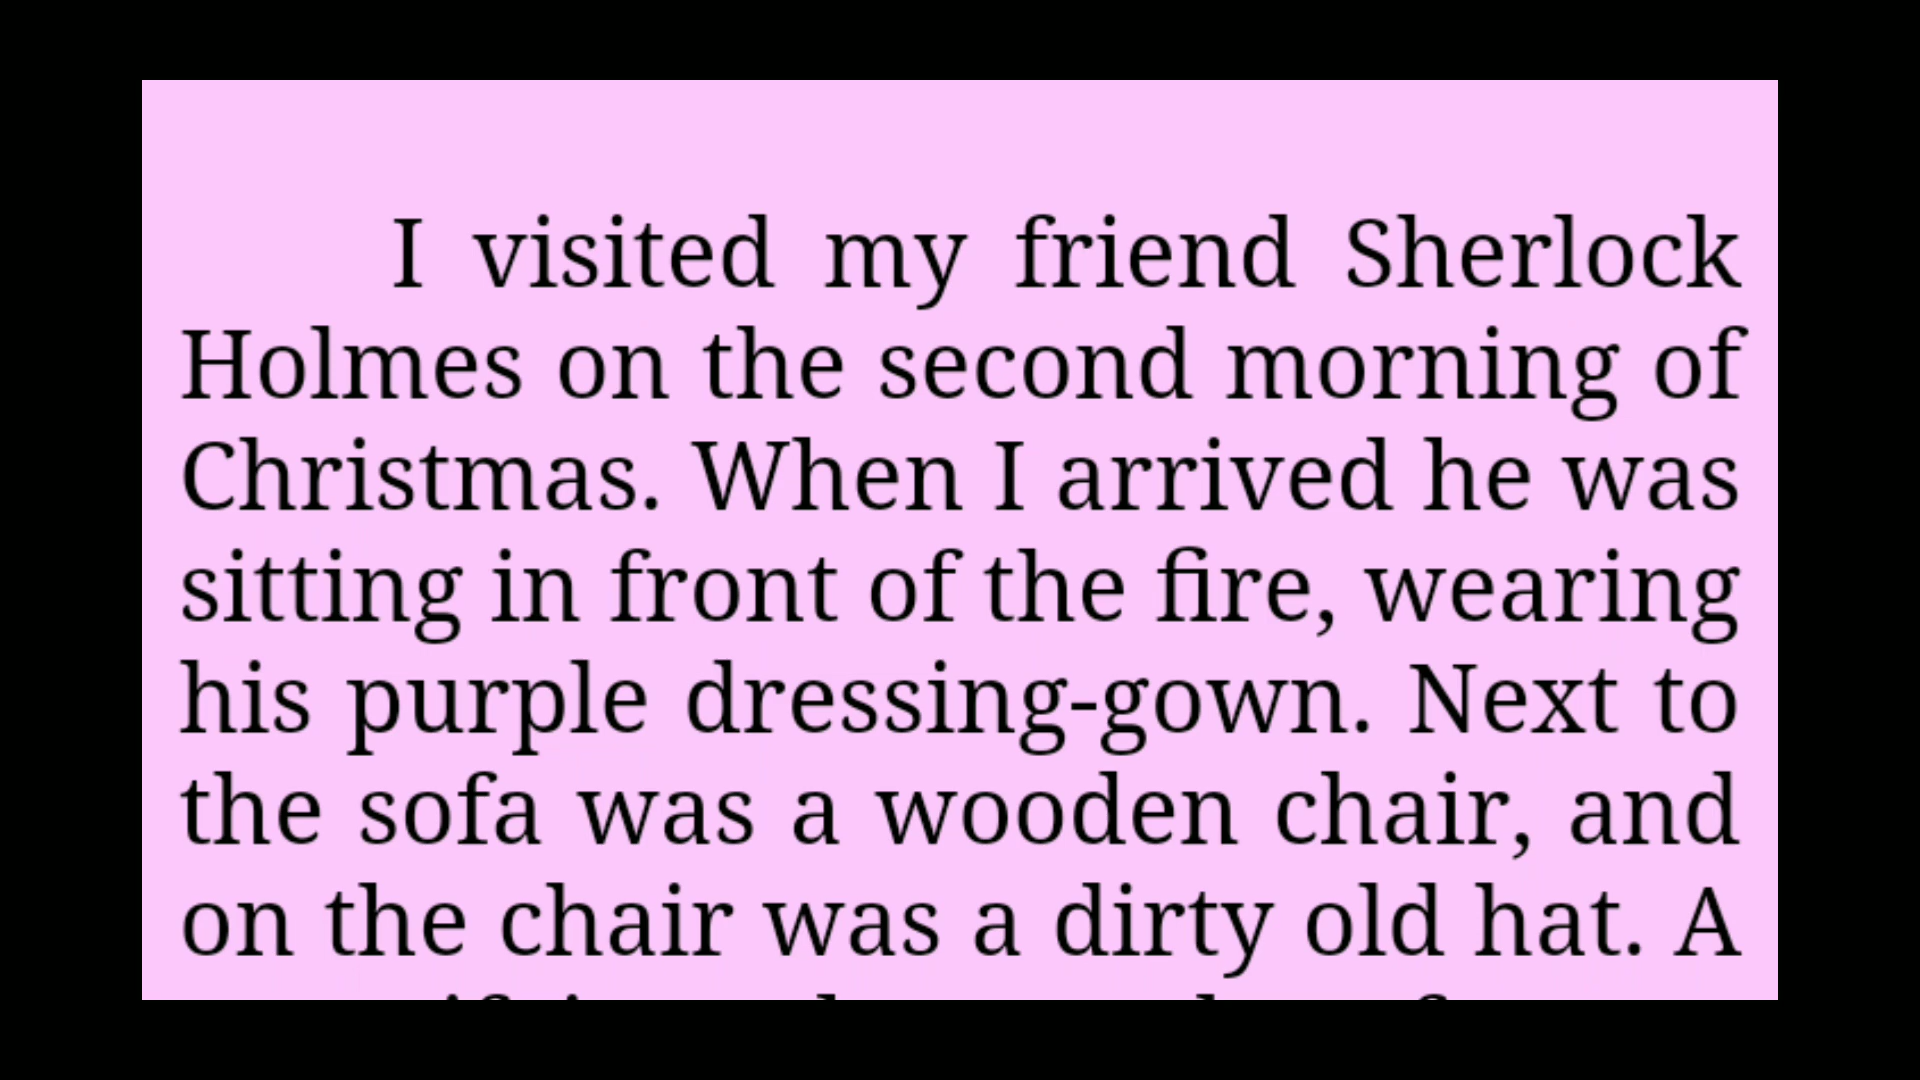 I visited my friend Sherlock
Holmes on the second morning of
Christmas. When I arrived he was
sitting in front of the fire, wearing
his purple dressing-gown. Next to
the sofa was a wooden chair, and
on the chair was a dirty old hat. A